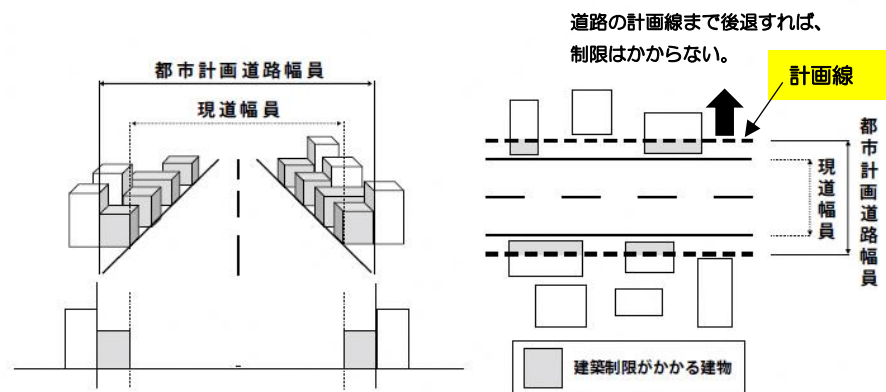 道路の計画線まで後退すれば、
制限はかからない。
計画線
都市計画道路幅員
現道幅員
現道幅員
都市計画道路幅員
建築制限がかかる建物